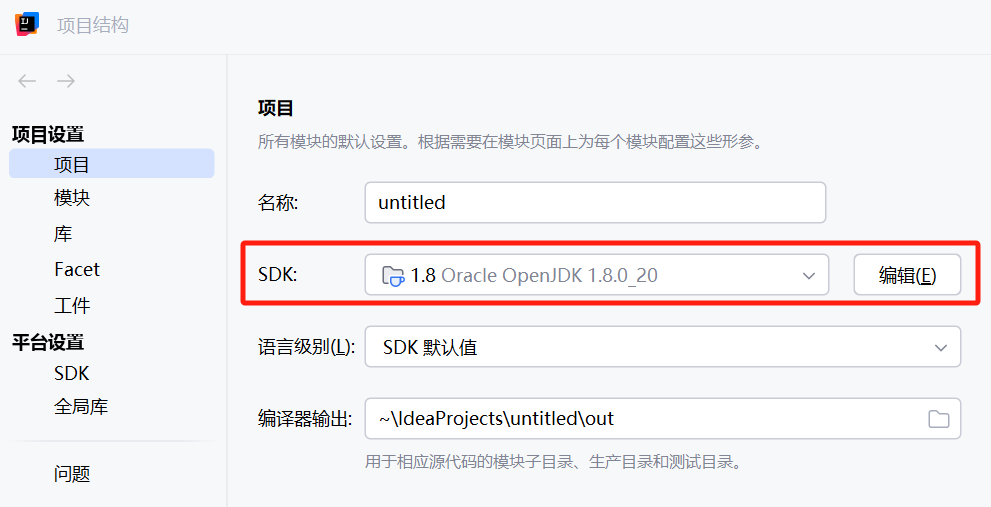 项目结构
项目设置
项目
模块
库
Facet
工件
平台设置
SDK
全局库
问题
项目
所有模块的默认设置。根据需要在模块页面上为每个模块配置这些形参。
名称: untitled
SDK: 1.8 Oracle OpenJDK 1.8.0_20 编辑(E)
语言级别(L): SDK 默认值
编译器输出: ~\IdeaProjects\untitled\out
用于相应源代码的模块子目录、生产目录和测试目录。